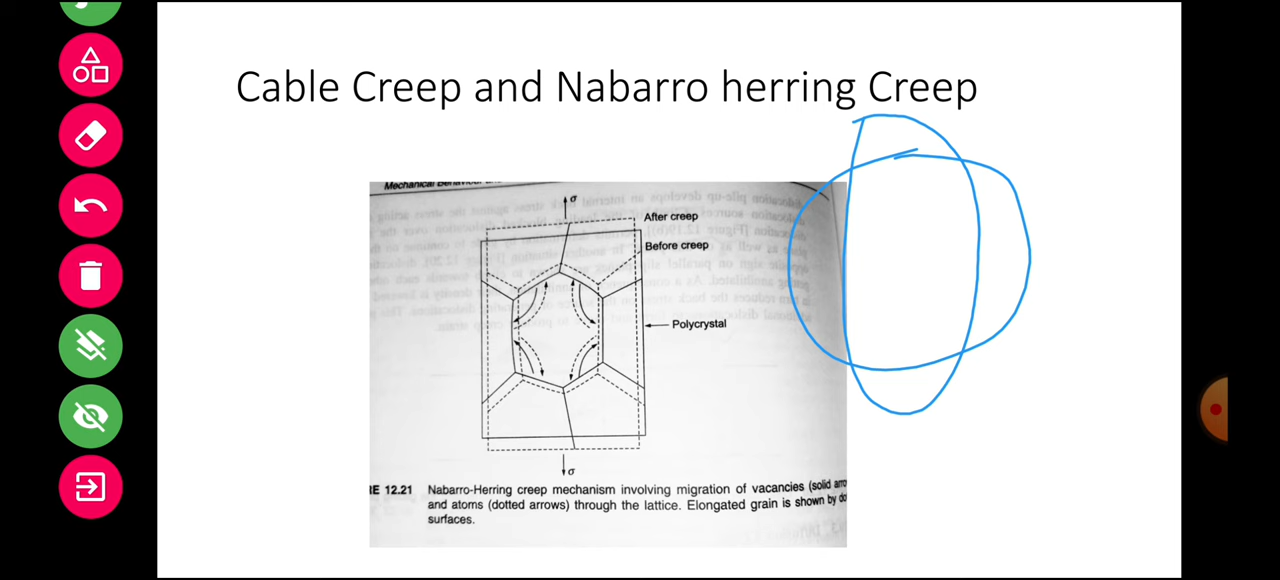 Cable Creep and Nabarro herring Creep
Mechanical
σ
After creep
Before creep
Polycrystal
σ
E 12.21 Nabarro-Herring creep mechanism involving migration of vacancies (solid
and atoms (dotted arrows) through the lattice. Elongated grain is shown by
surfaces.